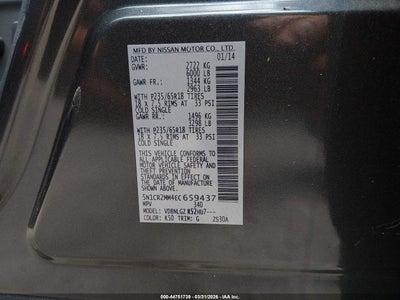 MFD BY NISSAN MOTOR CO., LTD.
DATE: 01/14
GVWR: 2722 KG
6000 LB
GAWR FR.: 1344 KG
2963 LB
WITH P235/65R18 TIRES
18 X 7.5 RIMS AT 33 PSI
COLD SINGLE
GAWR RR.: 1496 KG
3298 LB
WITH P235/65R18 TIRES
18 X 7.5 RIMS AT 33 PSI
COLD SINGLE
THIS VEHICLE CONFORMS TO ALL
APPLICABLE FEDERAL MOTOR
VEHICLE SAFETY AND
THEFT PREVENTION STANDARDS
IN EFFECT ON THE DATE OF
MANUFACTURE SHOWN ABOVE.
5N1CR2MM4EC659437
MPV 340
MODEL:
COLOR: K50 TRIM: G 2530A
© IAA
000-44751739 - 03/31/2026 -